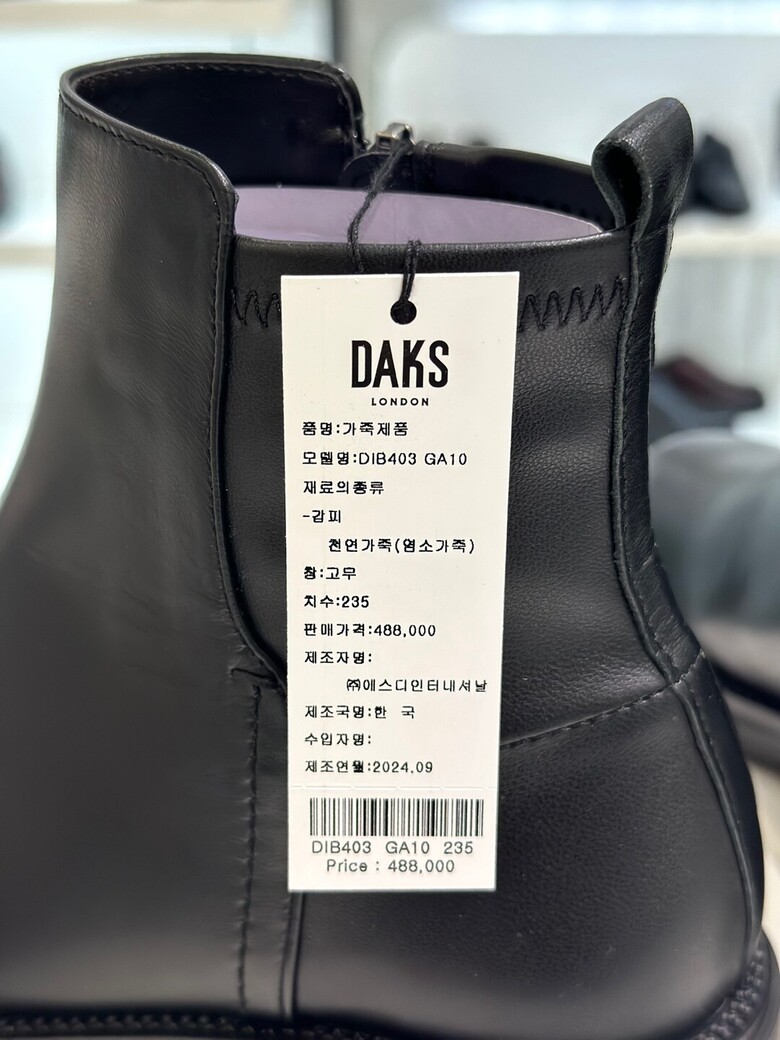 DAKS
LONDON
품명:가죽제품
모델명:DIB403 GA10
재료의종류
-갑피
천연가죽(염소가죽)
창:고무
치수:235
판매가격:488,000
제조자명:
㈜에스디인터내셔날
제조국명:한 국
수입자명:
제조연월:2024.09
DIB403 GA10 235
Price : 488,000